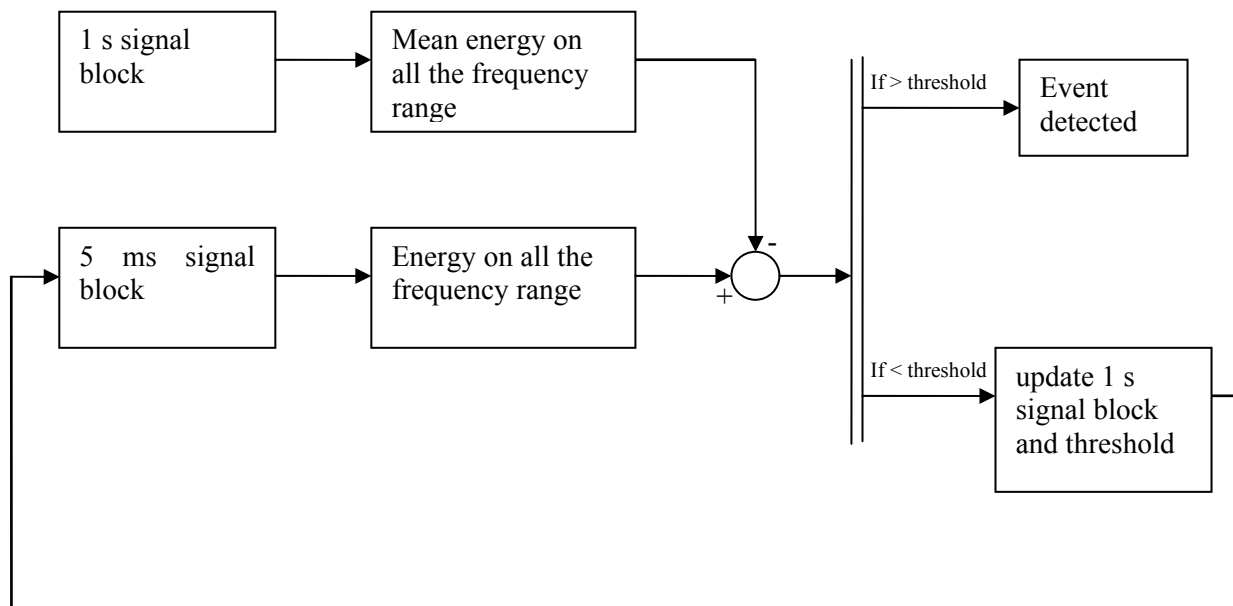 1 s signal
block
Mean energy on
all the frequency
range
If > threshold
Event
detected
-
5 ms signal
block
Energy on all the
frequency range
+
If < threshold
update 1 s
signal block
and threshold